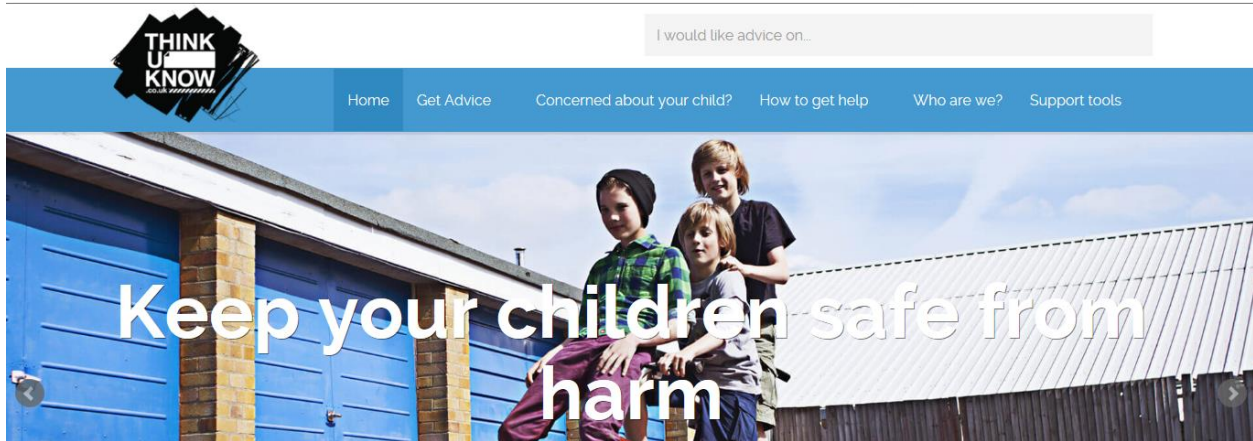 THINK
U
KNOW
.co.uk
I would like advice on...
Home Get Advice Concerned about your child? How to get help Who are we? Support tools
Keep your children safe from
harm